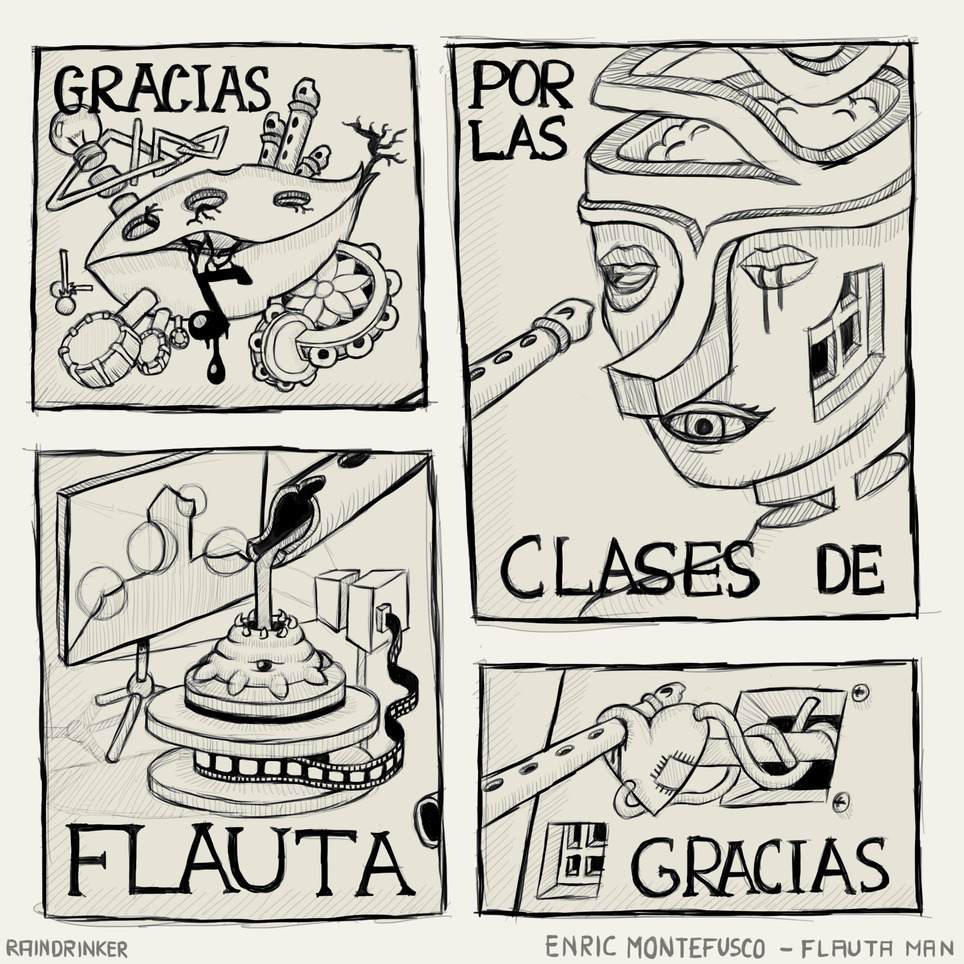 GRACIAS
POR
LAS
CLASES DE
FLAUTA
GRACIAS
RAINDRINKER
ENRIC MONTEFUSCO - FLAUTA MAN